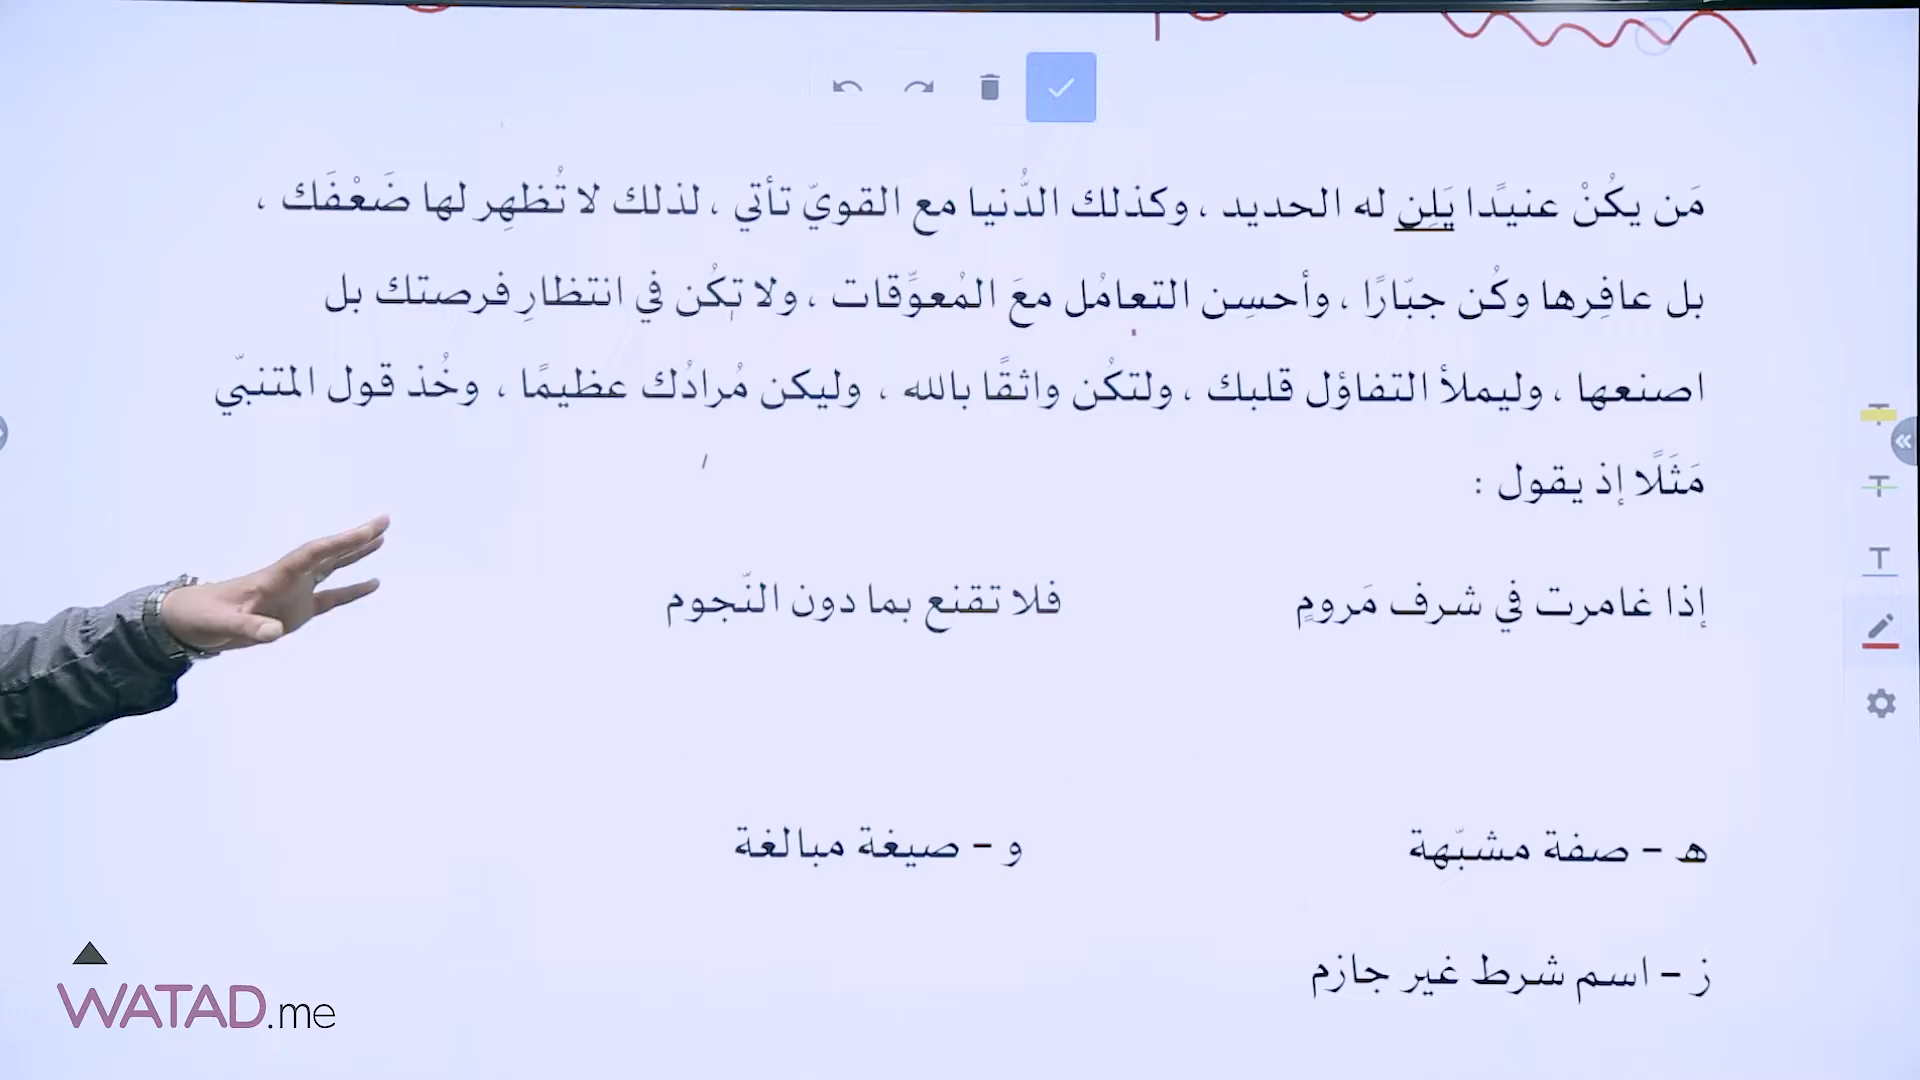 مَن يكُنْ عنيدًا يَلِن له الحديد ، وكذلك الدُّنيا مع القويّ تأتي ، لذلك لا تُظهِر لها ضَعْفَك ،
بل عافِرها وكُن جبّارًا ، وأحسِن التعامُل معَ المُعوِّقات ، ولا تكُن في انتظارِ فرصتك بل
اصنعها ، وليملأ التفاؤل قلبك ، ولتكُن واثقًا بالله ، وليكن مُرادُك عظيمًا ، وخُذ قول المتنبّي
مَثَلًا إذ يقول :
إذا غامرت في شرف مَرومٍ فلا تقنع بما دون النّجوم
هـ - صفة مشبّهة و - صيغة مبالغة
ز - اسم شرط غير جازم
WATAD.me